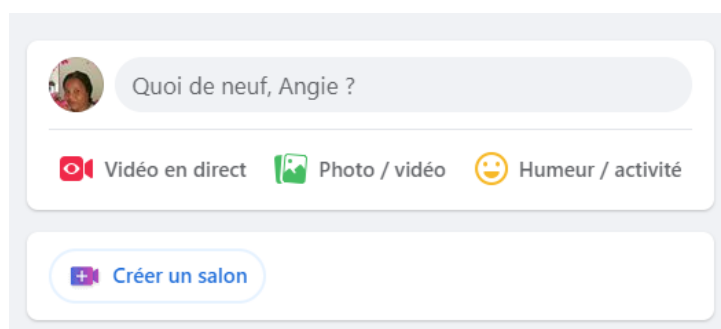 Quoi de neuf, Angie ?
Vidéo en direct Photo / vidéo Humeur / activité
Créer un salon